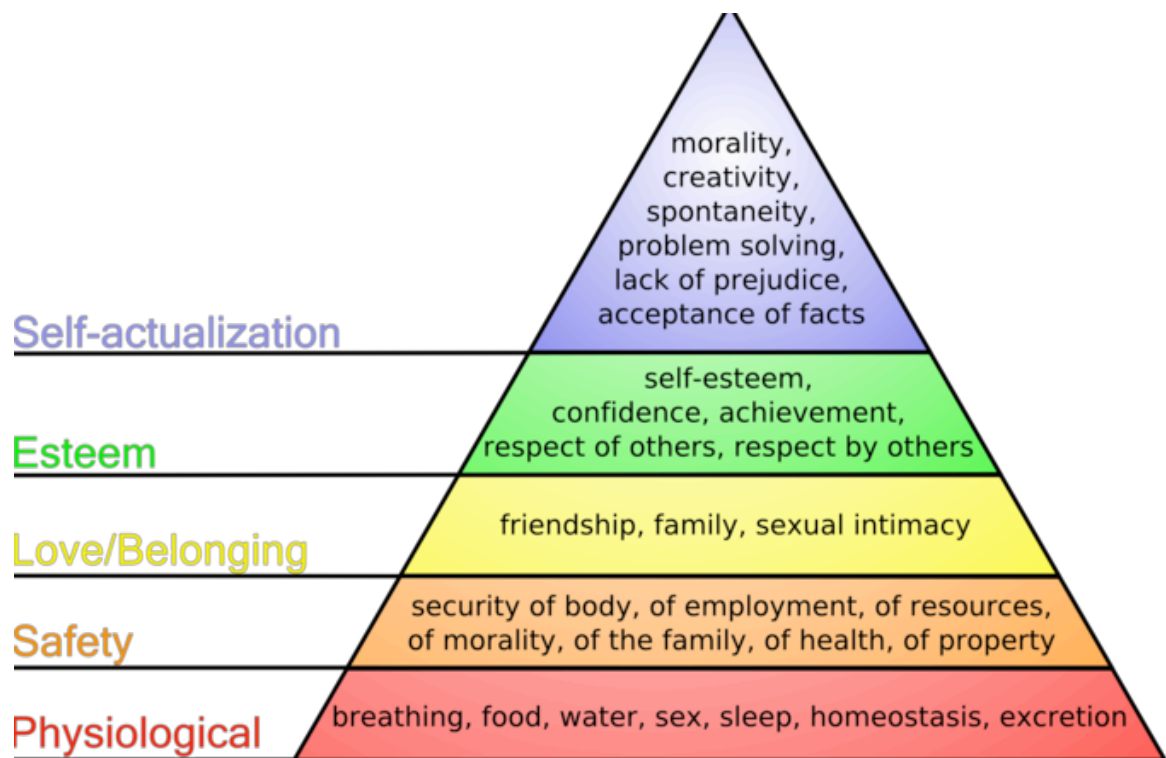 morality,
creativity,
spontaneity,
problem solving,
lack of prejudice,
acceptance of facts
Self-actualization
self-esteem,
confidence, achievement,
respect of others, respect by others
Esteem
friendship, family, sexual intimacy
Love/Belonging
security of body, of employment, of resources,
of morality, of the family, of health, of property
Safety
breathing, food, water, sex, sleep, homeostasis, excretion
Physiological